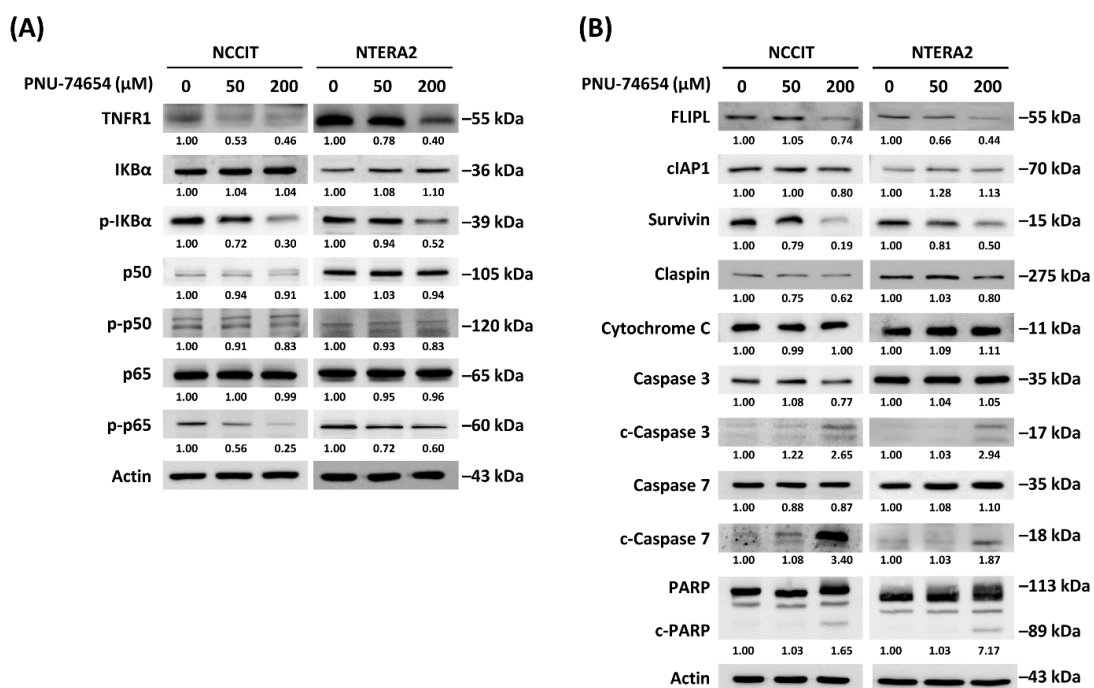 (A)
NCCIT NTERA2
PNU-74654 (μM) 0 50 200 0 50 200
TNFR1 –55 kDa
1.00 0.53 0.46 1.00 0.78 0.40
IKBα –36 kDa
1.00 1.04 1.04 1.00 1.08 1.10
p-IKBα –39 kDa
1.00 0.72 0.30 1.00 0.94 0.52
p50 –105 kDa
1.00 0.94 0.91 1.00 1.03 0.94
p-p50 –120 kDa
1.00 0.91 0.83 1.00 0.93 0.83
p65 –65 kDa
1.00 1.00 0.99 1.00 0.95 0.96
p-p65 –60 kDa
1.00 0.56 0.25 1.00 0.72 0.60
Actin –43 kDa
(B)
NCCIT NTERA2
PNU-74654 (μM) 0 50 200 0 50 200
FLIPL –55 kDa
1.00 1.05 0.74 1.00 0.66 0.44
cIAP1 –70 kDa
1.00 1.00 0.80 1.00 1.28 1.13
Survivin –15 kDa
1.00 0.79 0.19 1.00 0.81 0.50
Claspin –275 kDa
1.00 0.75 0.62 1.00 1.03 0.80
Cytochrome C –11 kDa
1.00 0.99 1.00 1.00 1.09 1.11
Caspase 3 –35 kDa
1.00 1.08 0.77 1.00 1.04 1.05
c-Caspase 3 –17 kDa
1.00 1.22 2.65 1.00 1.03 2.94
Caspase 7 –35 kDa
1.00 0.88 0.87 1.00 1.08 1.10
c-Caspase 7 –18 kDa
1.00 1.08 3.40 1.00 1.03 1.87
PARP –113 kDa
c-PARP –89 kDa
1.00 1.03 1.65 1.00 1.03 7.17
Actin –43 kDa